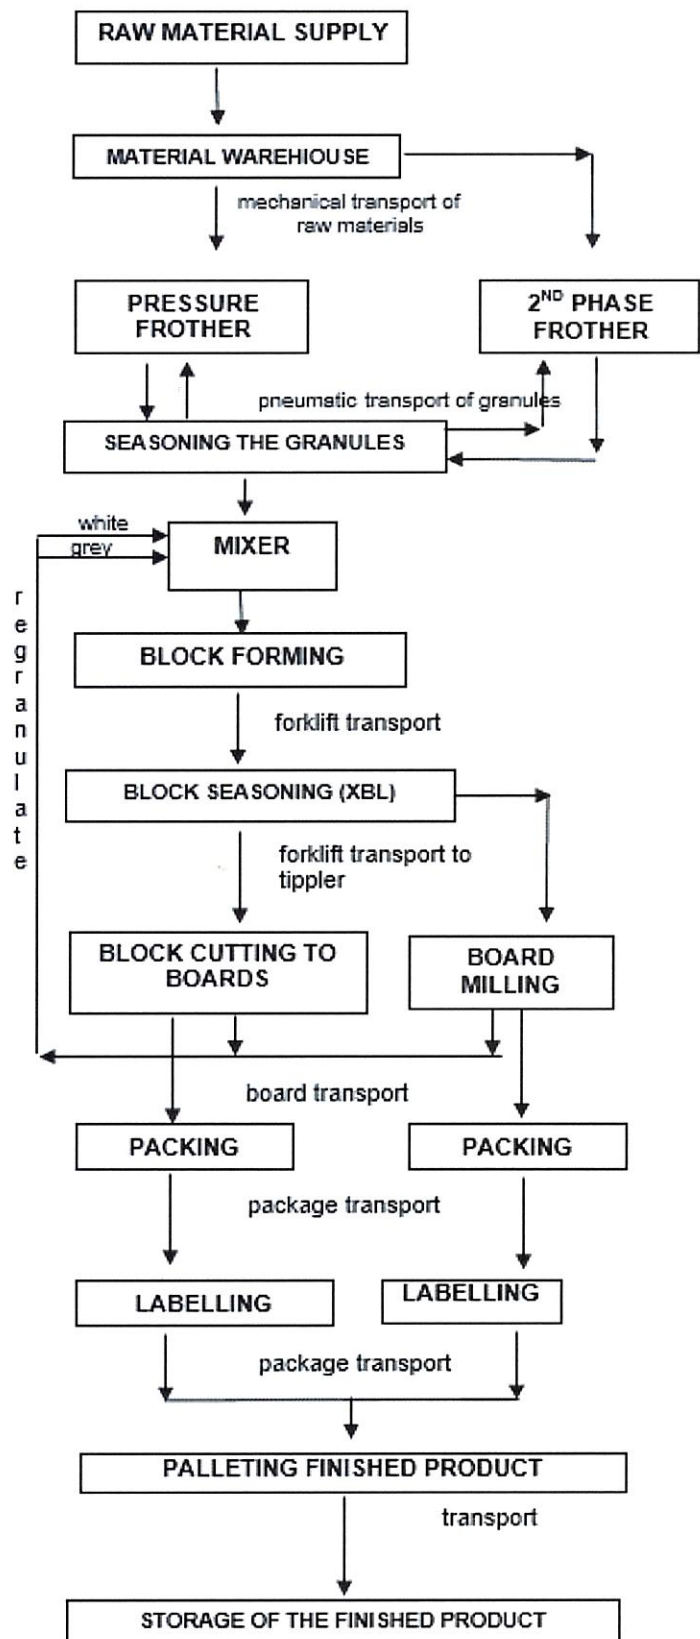 RAW MATERIAL SUPPLY
MATERIAL WAREHIOUSE
mechanical transport of
raw materials
PRESSURE
FROTHER
2ND PHASE
FROTHER
pneumatic transport of granules
SEASONING THE GRANULES
white
grey
MIXER
regranulate
BLOCK FORMING
forklift transport
BLOCK SEASONING (XBL)
forklift transport to
tippler
BLOCK CUTTING TO
BOARDS
BOARD
MILLING
board transport
PACKING
PACKING
package transport
LABELLING
LABELLING
package transport
PALLETING FINISHED PRODUCT
transport
STORAGE OF THE FINISHED PRODUCT